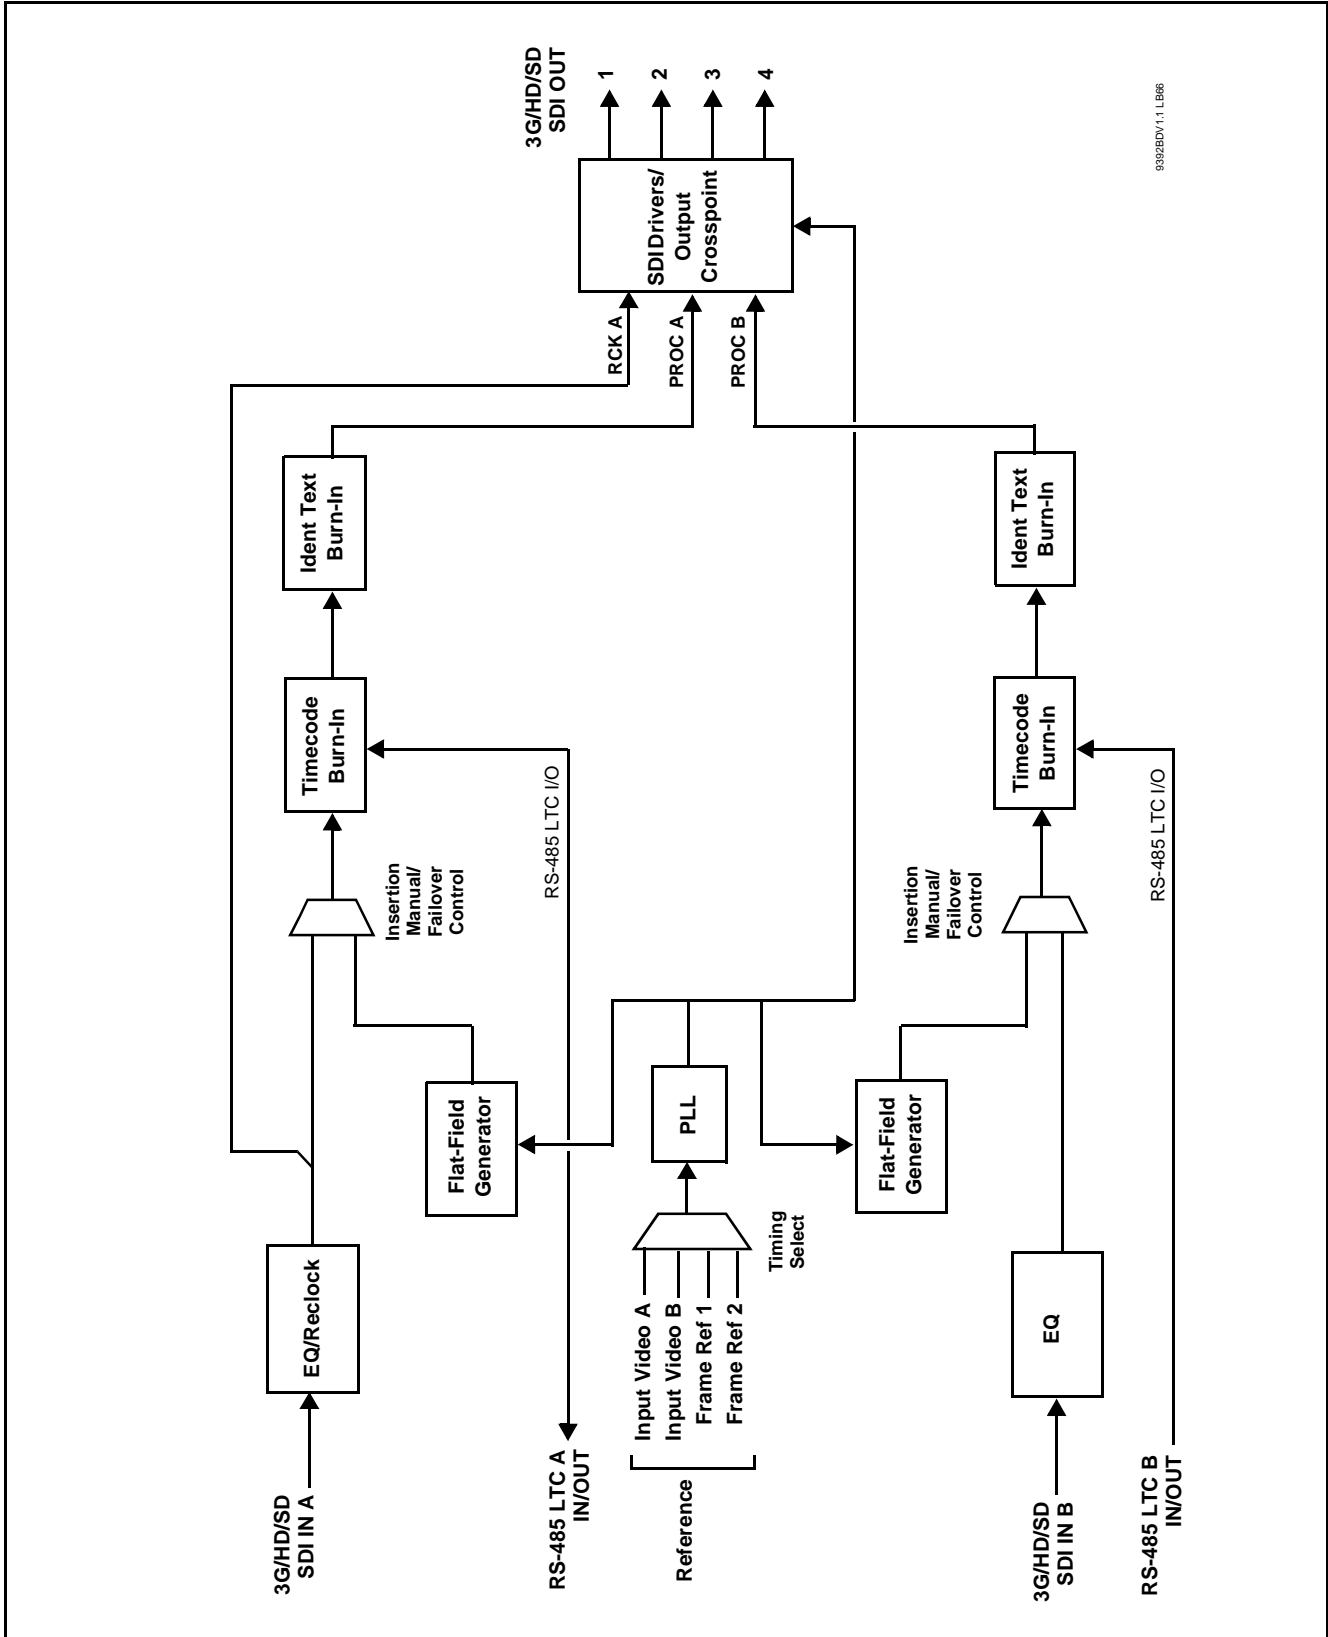 3G/HD/SD
SDI IN A
EQ/Reclock
Insertion
Manual/
Failover
Control
Timecode
Burn-In
Ident Text
Burn-In
RCK A
PROC A
PROC B
SDIDrivers/
Output
Crosspoint
3G/HD/SD
SDI OUT
1
2
3
4
Flat-Field
Generator
RS-485 LTC A
IN/OUT
RS-485 LTC I/O
Reference
Input Video A
Input Video B
Frame Ref 1
Frame Ref 2
Timing
Select
PLL
Flat-Field
Generator
Insertion
Manual/
Failover
Control
3G/HD/SD
SDI IN B
EQ
Timecode
Burn-In
Ident Text
Burn-In
RS-485 LTC B
IN/OUT
RS-485 LTC I/O
9392BDV1.1 LB66